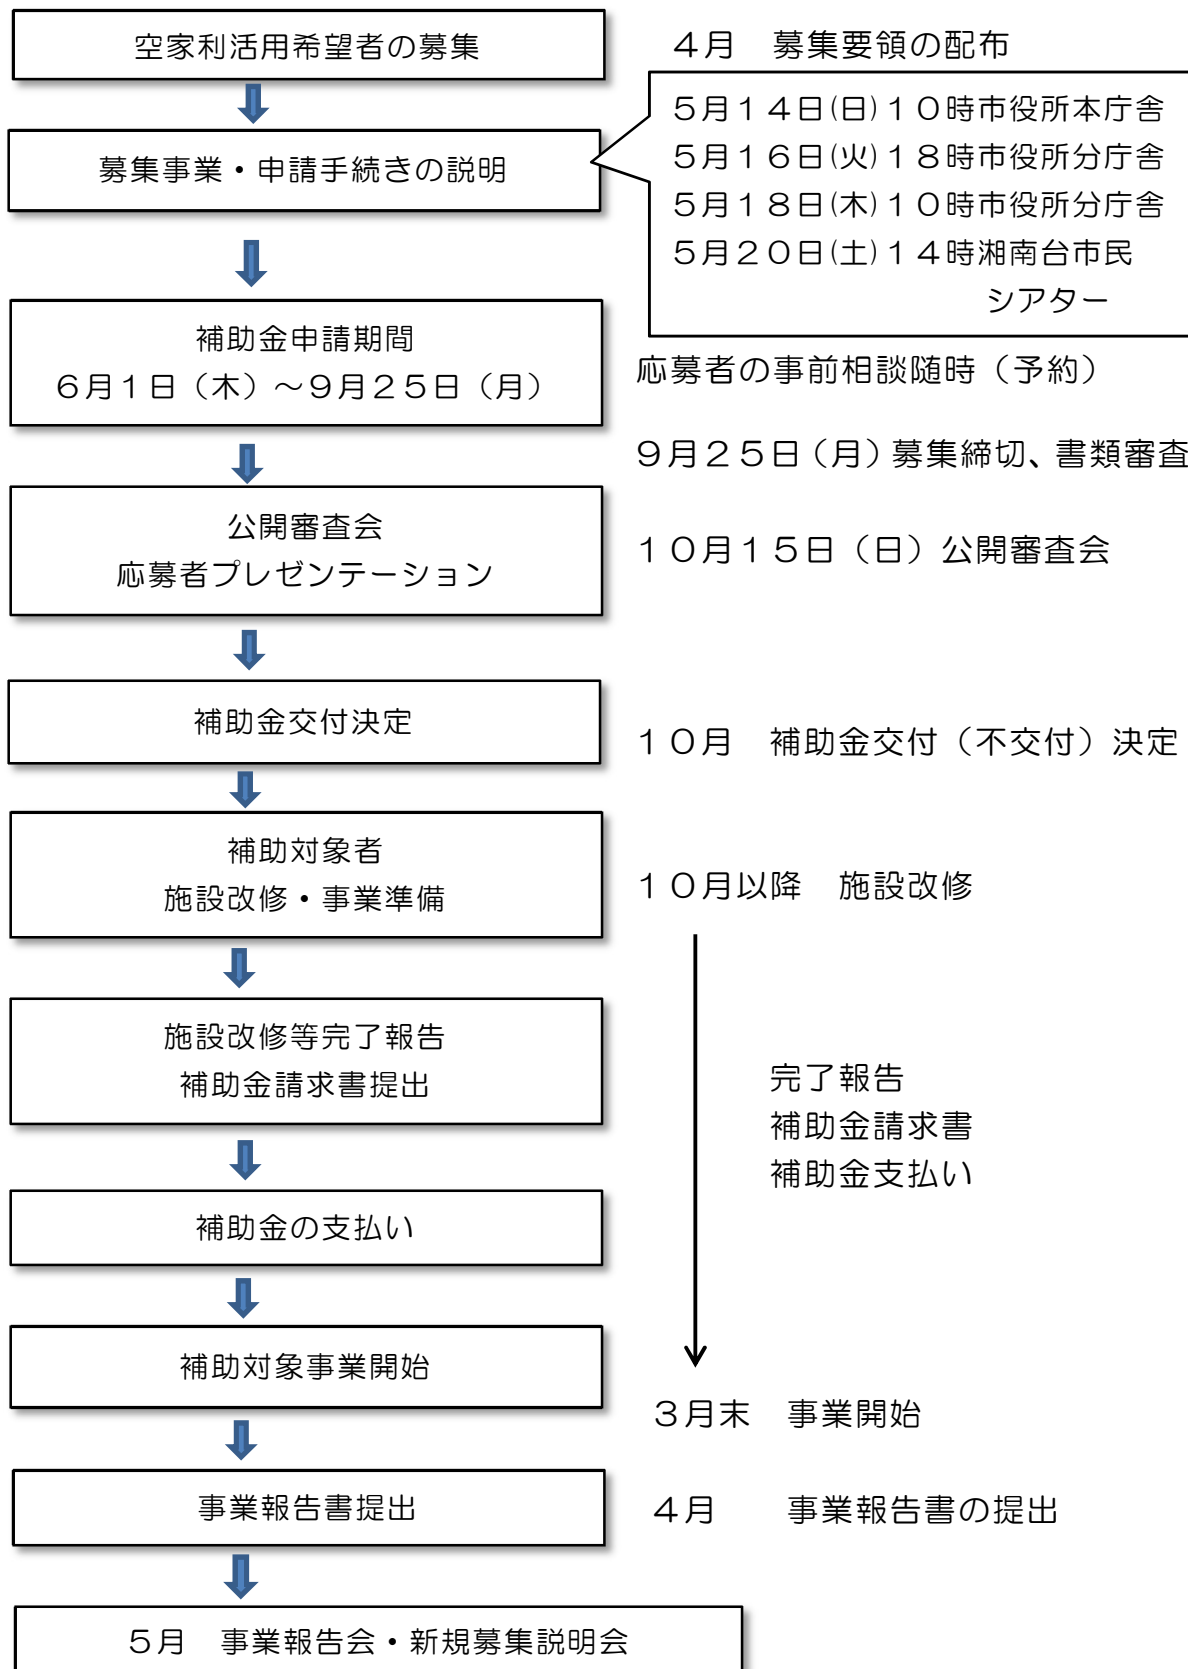 空家利活用希望者の募集
４月　募集要領の配布
募集事業・申請手続きの説明
５月１４日(日)１０時市役所本庁舎
５月１６日(火)１８時市役所分庁舎
５月１８日(木)１０時市役所分庁舎
５月２０日(土)１４時湘南台市民
シアター
補助金申請期間
６月１日（木）～９月２５日（月）
応募者の事前相談随時（予約）
９月２５日（月）募集締切、書類審査
公開審査会
応募者プレゼンテーション
１０月１５日（日）公開審査会
補助金交付決定
１０月　補助金交付（不交付）決定
補助対象者
施設改修・事業準備
１０月以降　施設改修
施設改修等完了報告
補助金請求書提出
完了報告
補助金請求書
補助金支払い
補助金の支払い
補助対象事業開始
３月末　事業開始
事業報告書提出
４月　　事業報告書の提出
５月　事業報告会・新規募集説明会